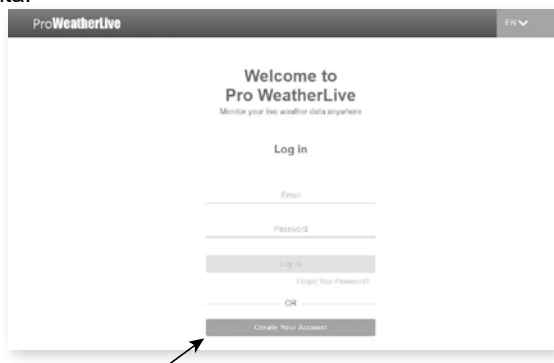 ProWeatherLive
EN
Welcome to
Pro WeatherLive
Monitor your live weather data anywhere
Log in
Email
Password
Log in
Forgot Your Password?
OR
Create Your Account